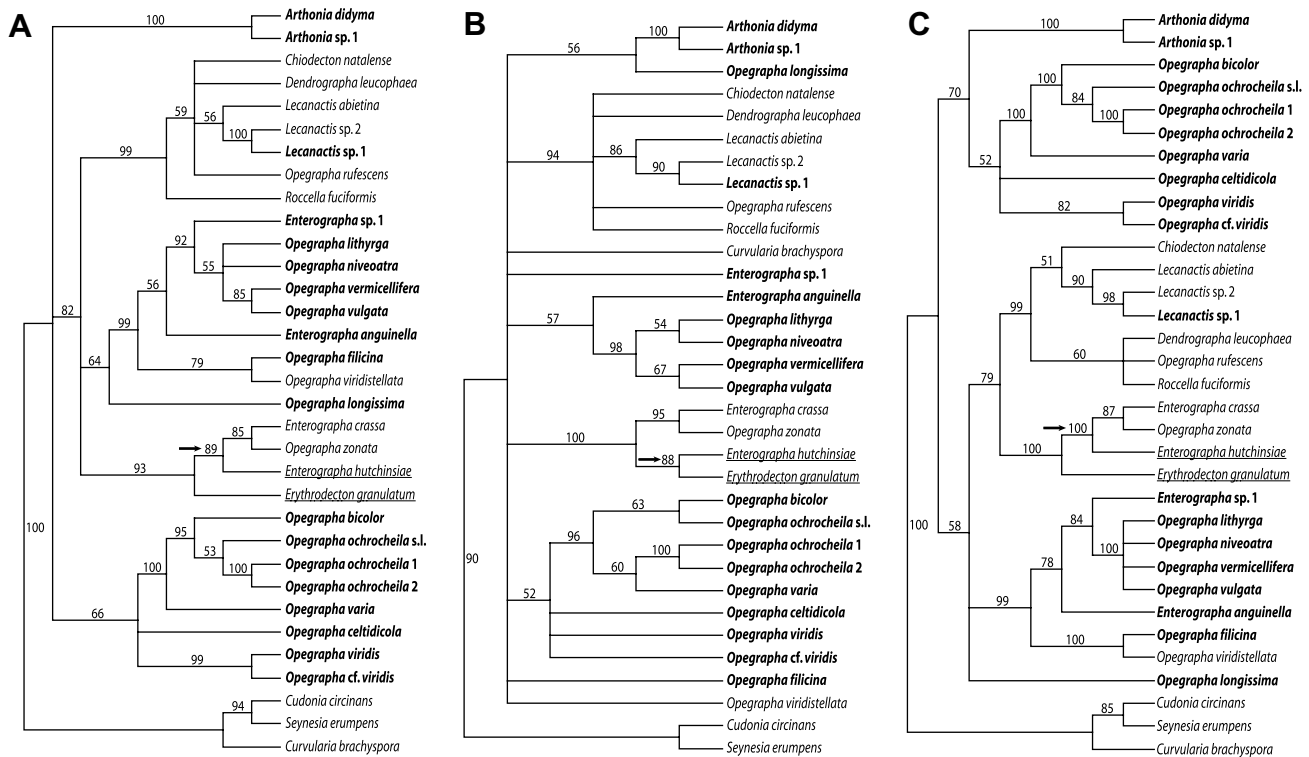 A
100
Arthonia didyma
Arthonia sp. 1
Chiodecton natalense
Dendrographa leucophaea
59
56
Lecanactis abietina
100
Lecanactis sp. 2
Lecanactis sp. 1
99
Opegrapha rufescens
Roccella fuciformis
82
92
Enterographa sp. 1
Opegrapha lithyrga
55
Opegrapha niveoatra
85
Opegrapha vermicellifera
Opegrapha vulgata
56
99
Enterographa anguinella
64
79
Opegrapha filicina
Opegrapha viridistellata
Opegrapha longissima
85
Enterographa crassa
89
Opegrapha zonata
93
Enterographa hutchinsiae
Erythrodecton granulatum
100
95
Opegrapha bicolor
53
Opegrapha ochrocheila s.l.
100
Opegrapha ochrocheila 1
Opegrapha ochrocheila 2
100
Opegrapha varia
66
Opegrapha celtidicola
99
Opegrapha viridis
Opegrapha cf. viridis
94
Cudonia circinans
Seynesia erumpens
Curvularia brachyspora
B
56
100
Arthonia didyma
Arthonia sp. 1
Opegrapha longissima
Chiodecton natalense
Dendrographa leucophaea
94
86
Lecanactis abietina
90
Lecanactis sp. 2
Lecanactis sp. 1
Opegrapha rufescens
Roccella fuciformis
Curvularia brachyspora
Enterographa sp. 1
57
Enterographa anguinella
98
54
Opegrapha lithyrga
Opegrapha niveoatra
67
Opegrapha vermicellifera
Opegrapha vulgata
100
95
Enterographa crassa
Opegrapha zonata
88
Enterographa hutchinsiae
Erythrodecton granulatum
90
63
Opegrapha bicolor
Opegrapha ochrocheila s.l.
96
100
Opegrapha ochrocheila 1
Opegrapha ochrocheila 2
60
Opegrapha varia
52
Opegrapha celtidicola
Opegrapha viridis
Opegrapha cf. viridis
Opegrapha filicina
Opegrapha viridistellata
Cudonia circinans
Seynesia erumpens
C
100
Arthonia didyma
Arthonia sp. 1
70
100
Opegrapha bicolor
84
Opegrapha ochrocheila s.l.
100
Opegrapha ochrocheila 1
Opegrapha ochrocheila 2
100
Opegrapha varia
52
Opegrapha celtidicola
82
Opegrapha viridis
Opegrapha cf. viridis
51
Chiodecton natalense
90
Lecanactis abietina
98
Lecanactis sp. 2
Lecanactis sp. 1
99
Dendrographa leucophaea
60
Opegrapha rufescens
Roccella fuciformis
79
87
Enterographa crassa
100
Opegrapha zonata
100
Enterographa hutchinsiae
Erythrodecton granulatum
100
58
84
Enterographa sp. 1
Opegrapha lithyrga
100
Opegrapha niveoatra
Opegrapha vermicellifera
Opegrapha vulgata
78
Enterographa anguinella
99
100
Opegrapha filicina
Opegrapha viridistellata
Opegrapha longissima
85
Cudonia circinans
Seynesia erumpens
Curvularia brachyspora